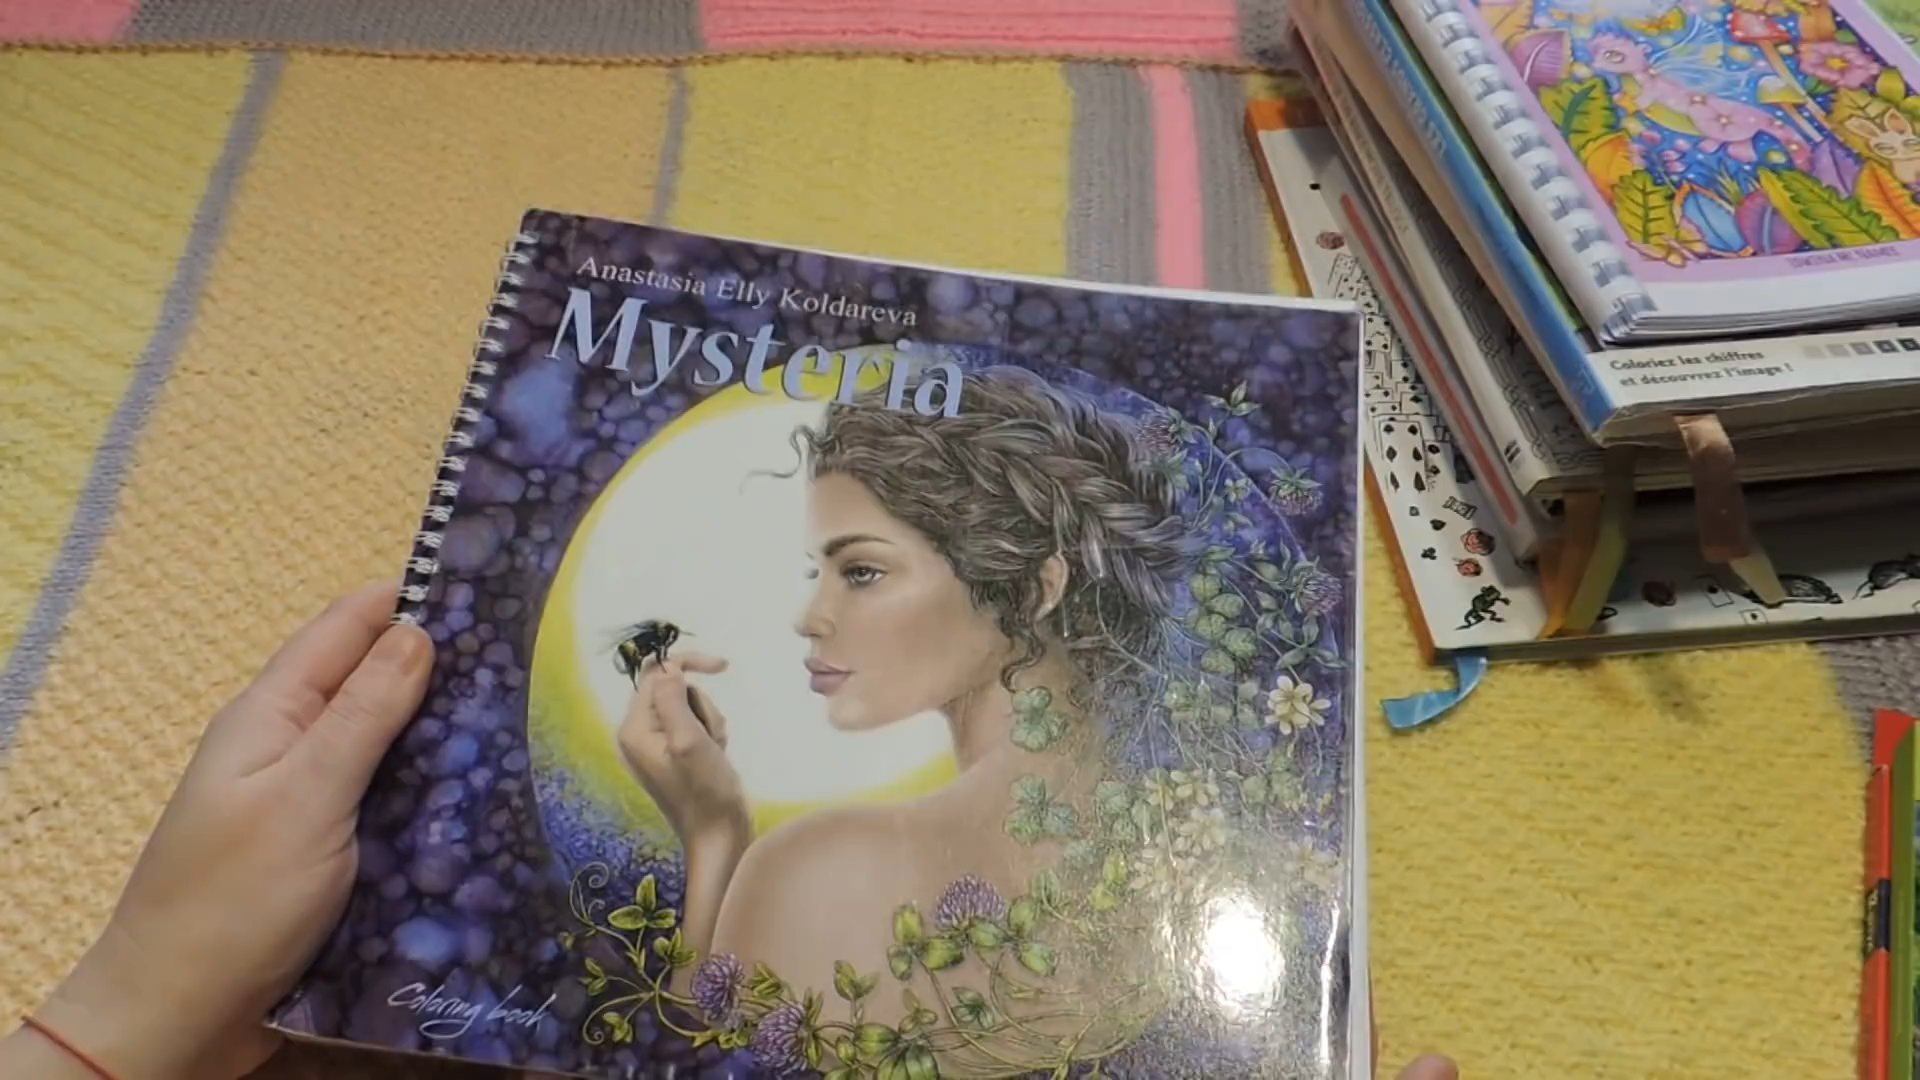 Anastasia Elly Koldareva
Mysteria
Coloring book
Coloriez les chiffres
et découvrez l'image !